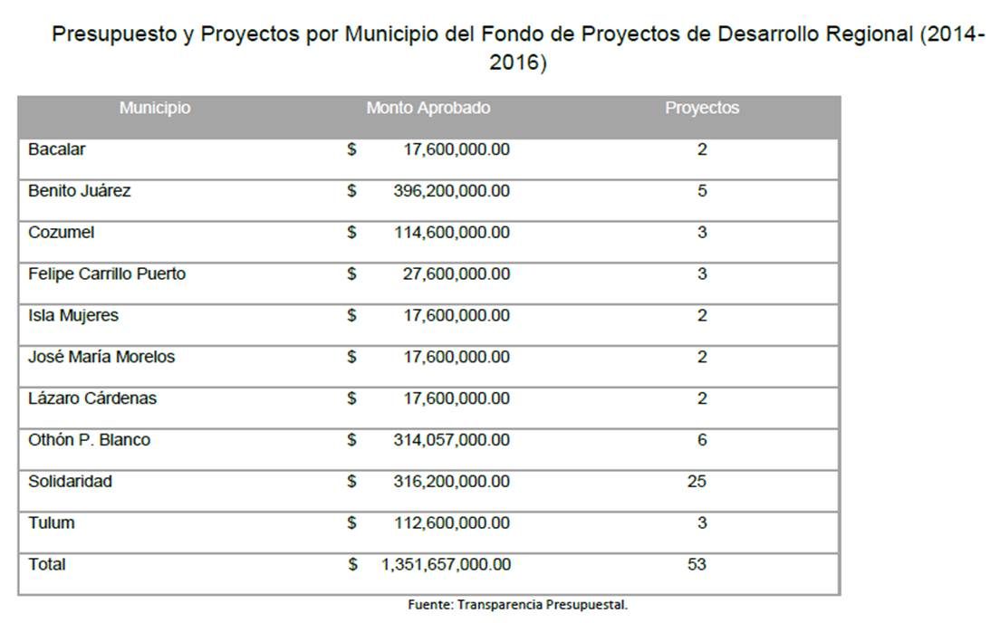 Presupuesto y Proyectos por Municipio del Fondo de Proyectos de Desarrollo Regional (2014-
2016)
Municipio Monto Aprobado Proyectos
Bacalar $ 17,600,000.00 2
Benito Juárez $ 396,200,000.00 5
Cozumel $ 114,600,000.00 3
Felipe Carrillo Puerto $ 27,600,000.00 3
Isla Mujeres $ 17,600,000.00 2
José María Morelos $ 17,600,000.00 2
Lázaro Cárdenas $ 17,600,000.00 2
Othón P. Blanco $ 314,057,000.00 6
Solidaridad $ 316,200,000.00 25
Tulum $ 112,600,000.00 3
Total $ 1,351,657,000.00 53
Fuente: Transparencia Presupuestal.